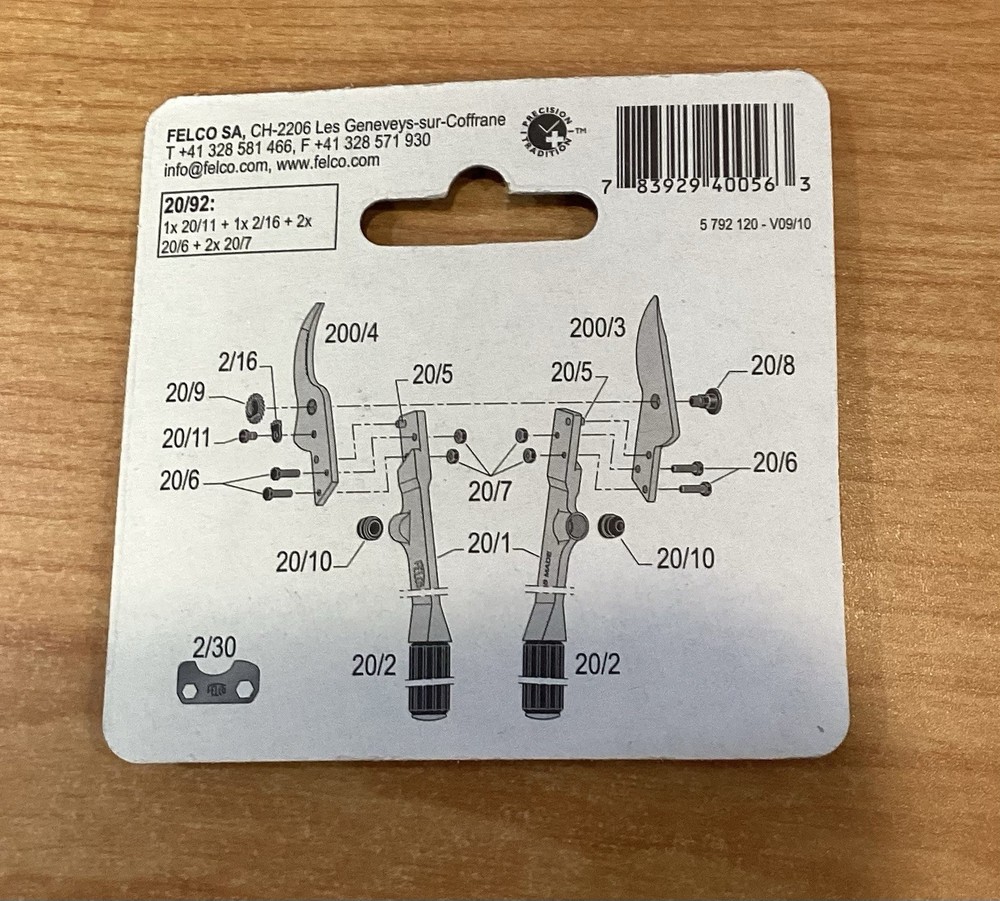 FELCO SA, CH-2206 Les Geneveys-sur-Coffrane
T +41 328 581 466, F +41 328 571 930
info@felco.com, www.felco.com
PRECISION
TRADITION
™
7 83929 40056 3
5 792 120 - V09/10
20/92:
1x 20/11 + 1x 2/16 + 2x
20/6 + 2x 20/7
200/4
200/3
2/16
20/5
20/5
20/8
20/9
20/11
20/6
20/7
20/6
20/10
20/1
20/10
FELCO
MADE
2/30
FELCO
20/2
20/2